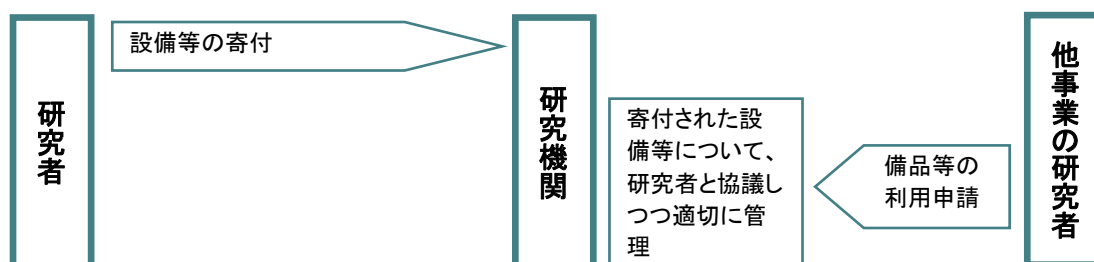 研究者
設備等の寄付
研究機関
寄付された設
備等について、
研究者と協議し
つつ適切に管
理
備品等の
利用申請
他事業の研究者